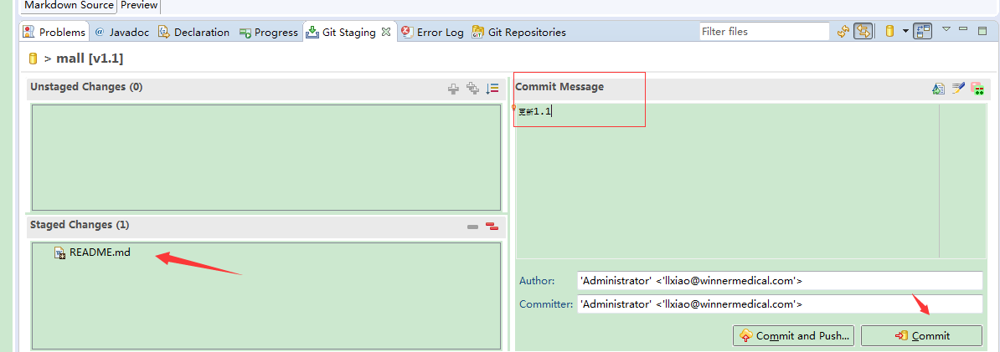 Markdown Source Preview
Problems @ Javadoc Declaration Progress Git Staging Error Log Git Repositories Filter files
> mall [v1.1]
Unstaged Changes (0)
Commit Message
更新1.1
Staged Changes (1)
README.md
Author: 'Administrator' <'llxiao@winnermedical.com'>
Committer: 'Administrator' <'llxiao@winnermedical.com'>
Commit and Push... Commit